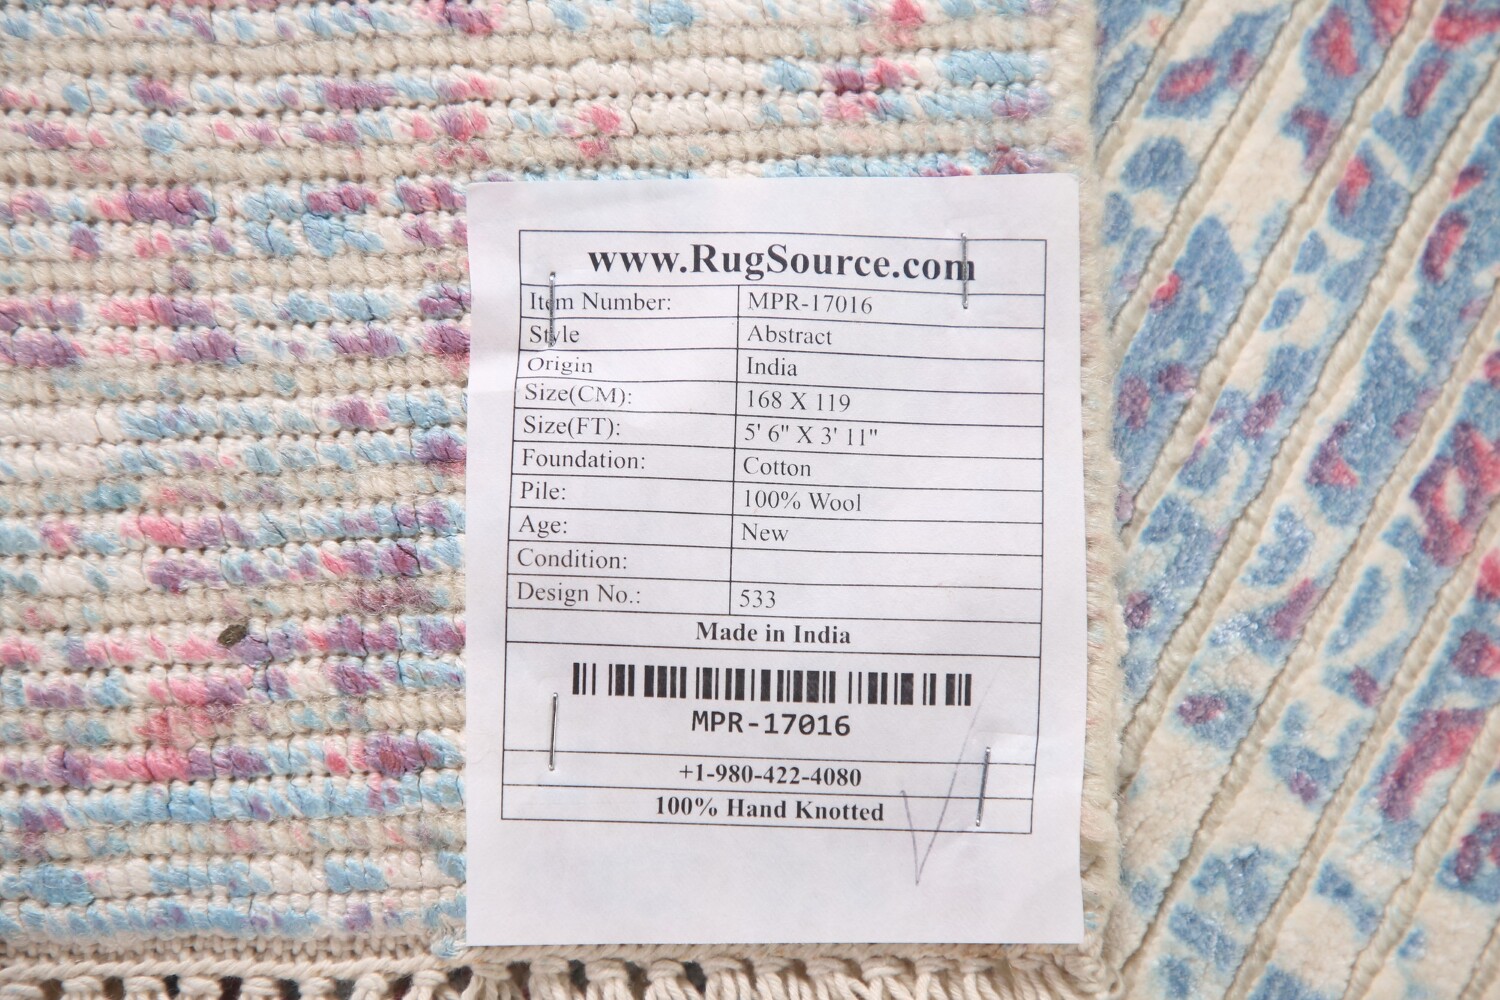 www.RugSource.com
Item Number: MPR-17016
Style Abstract
Origin India
Size(CM): 168 X 119
Size(FT): 5' 6" X 3' 11"
Foundation: Cotton
Pile: 100% Wool
Age: New
Condition:
Design No.: 533
Made in India
MPR-17016
+1-980-422-4080
100% Hand Knotted